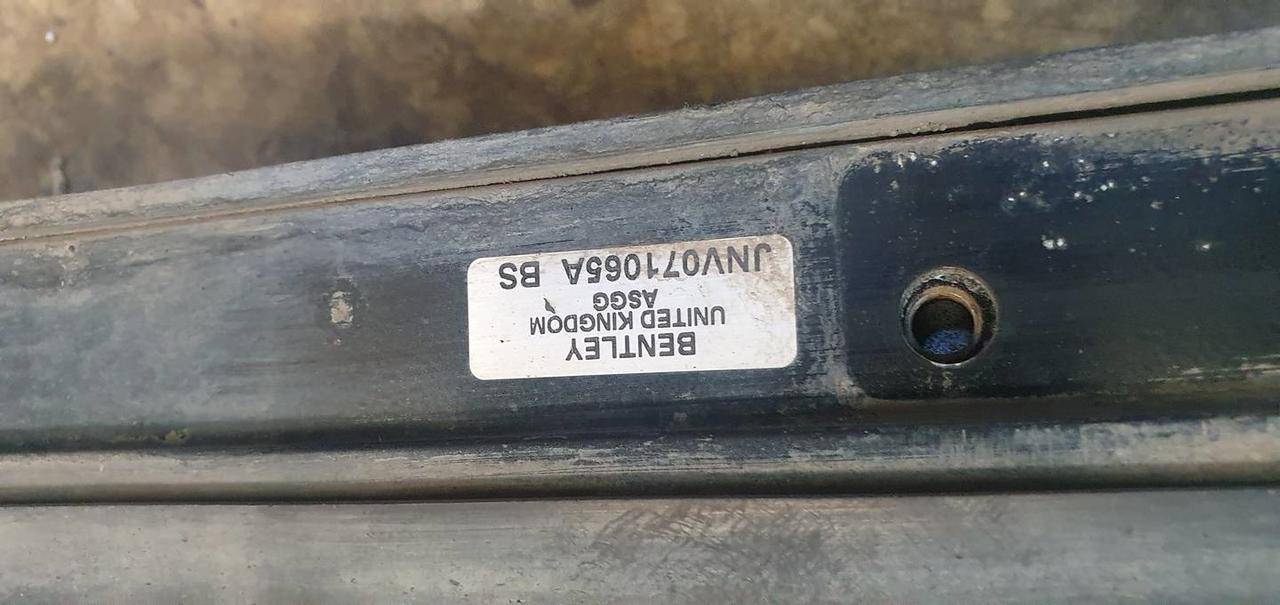 BENTLEY
UNITED KINGDOM
ASGG
JNV071065A BS